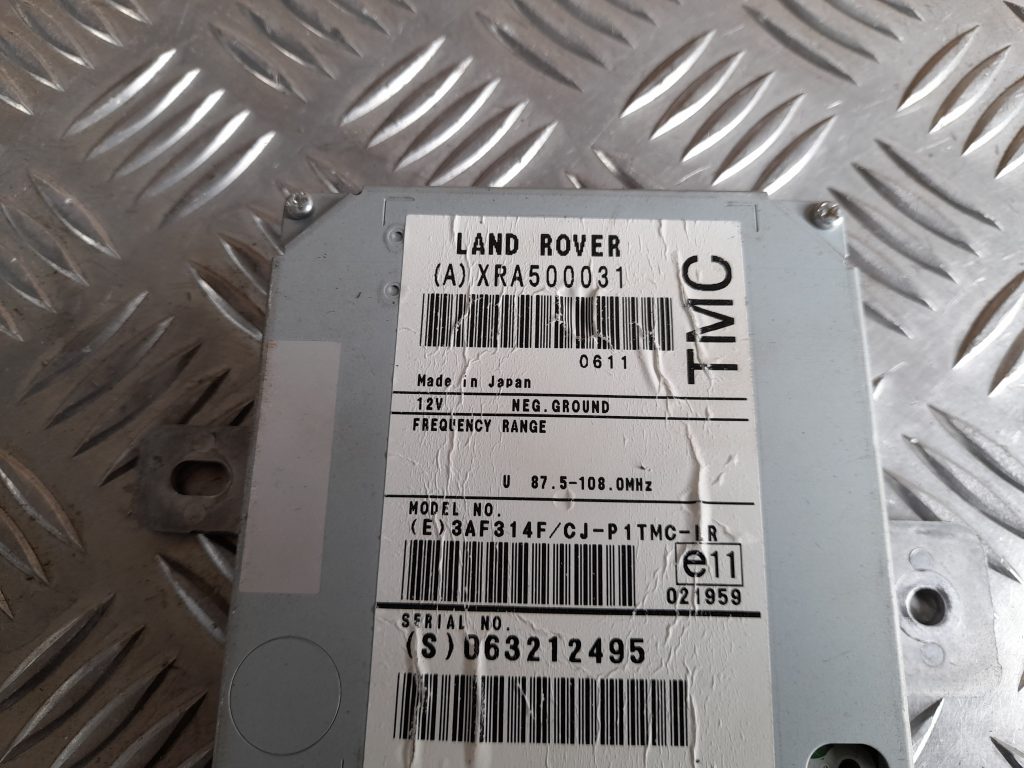 LAND ROVER
(A)XRA500031
TMC
0611
Made in Japan
12V NEG.GROUND
FREQUENCY RANGE
U 87.5-108.0MHz
MODEL NO.
(E)3AF314F/CJ-P1TMC-LR
e11
021959
SERIAL NO.
(S)063212495